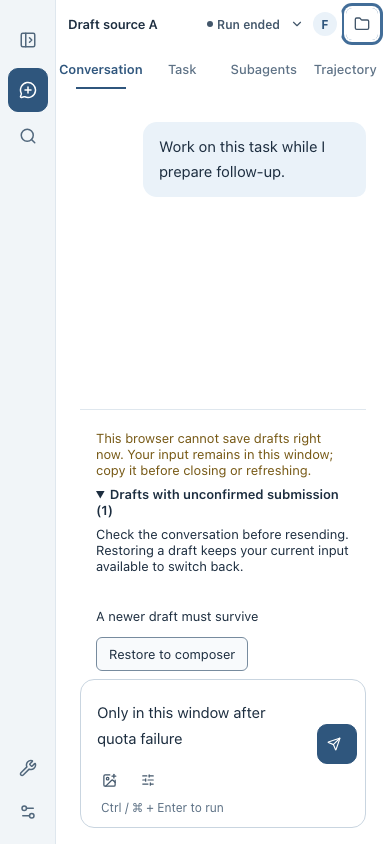 Draft source A
Run ended
F
Conversation
Task
Subagents
Trajectory
Work on this task while I
prepare follow-up.
This browser cannot save drafts right
now. Your input remains in this window;
copy it before closing or refreshing.
▼ Drafts with unconfirmed submission
(1)
Check the conversation before resending.
Restoring a draft keeps your current input
available to switch back.
A newer draft must survive
Restore to composer
Only in this window after
quota failure
Ctrl / ⌘ + Enter to run